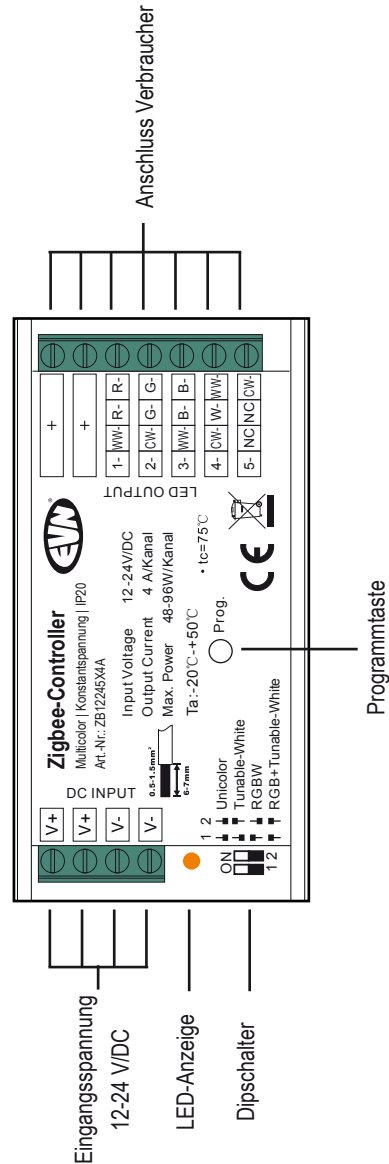 Eingangsspannung
12-24 V/DC
LED-Anzeige
Dipschalter
Programmtaste
Anschluss Verbraucher
Zigbee-Controller
Multicolor | Konstantspannung | IP20
Art.-Nr.: ZB12245X4A
EVN®
DC INPUT
V+
V+
V-
V-
0.5-1.5mm²
6-7mm
Input Voltage 12-24V/DC
Output Current 4 A/Kanal
Max. Power 48-96W/Kanal
Ta:-20℃-+50℃ • tc=75℃
Prog.
ON
1 2
1 2
Unicolor
Tunable-White
RGBW
RGB+Tunable-White
CE
LED OUTPUT
+
+
1- WW- R- R-
2- CW- G- G-
3- WW- B- B-
4- CW- W- WW-
5- NC NC CW-